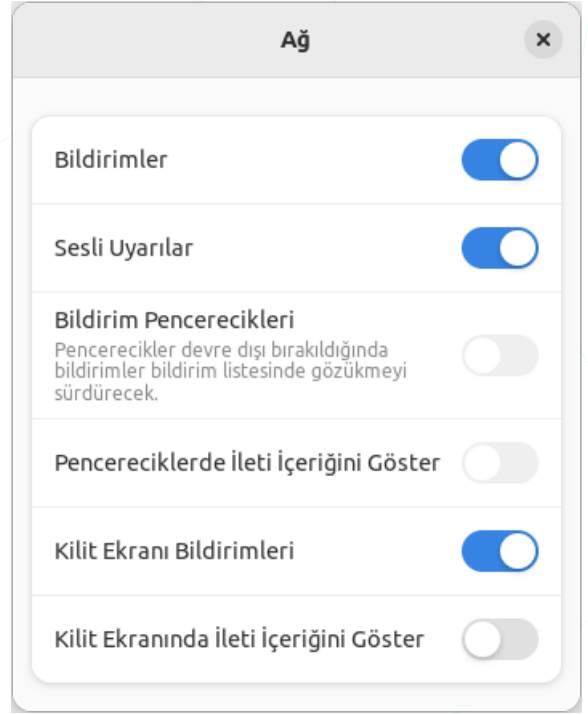 Ağ
Bildirimler
Sesli Uyarılar
Bildirim Pencerecikleri
Pencerecikler devre dışı bırakıldığında
bildirimler bildirim listesinde gözükmeyi
sürdürecek.
Pencereciklerde İleti İçeriğini Göster
Kilit Ekranı Bildirimleri
Kilit Ekranında İleti İçeriğini Göster